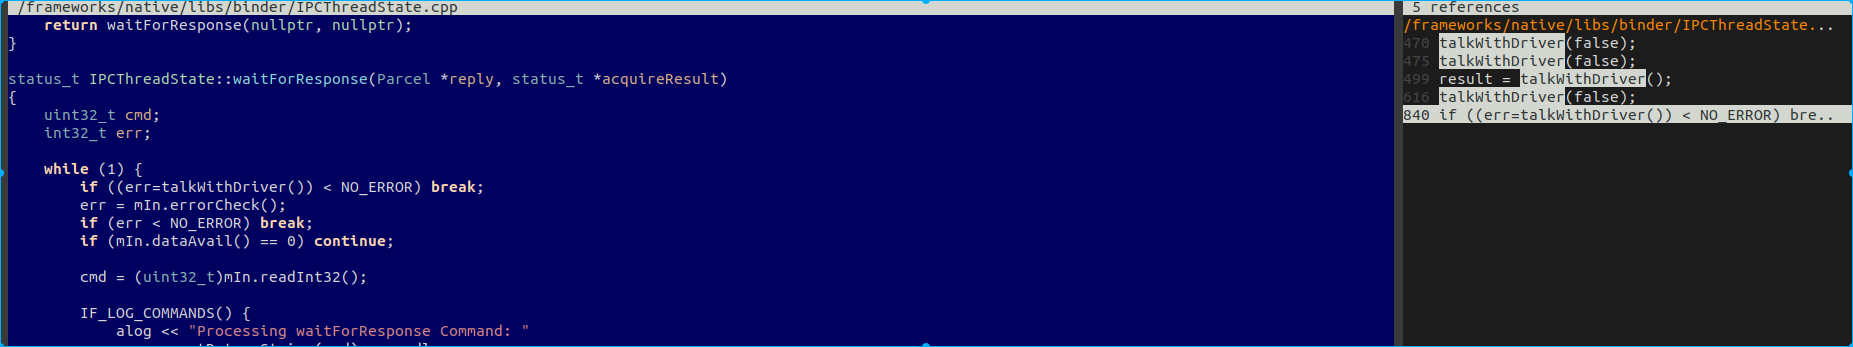 /frameworks/native/libs/binder/IPCThreadState.cpp
    return waitForResponse(nullptr, nullptr);
}
status_t IPCThreadState::waitForResponse(Parcel *reply, status_t *acquireResult)
{
    uint32_t cmd;
    int32_t err;
    while (1) {
        if ((err=talkWithDriver()) < NO_ERROR) break;
        err = mIn.errorCheck();
        if (err < NO_ERROR) break;
        if (mIn.dataAvail() == 0) continue;
        cmd = (uint32_t)mIn.readInt32();
        IF_LOG_COMMANDS() {
            alog << "Processing waitForResponse Command: "
5 references
/frameworks/native/libs/binder/IPCThreadState...
470 talkWithDriver(false);
475 talkWithDriver(false);
499 result = talkWithDriver();
616 talkWithDriver(false);
840 if ((err=talkWithDriver()) < NO_ERROR) bre..